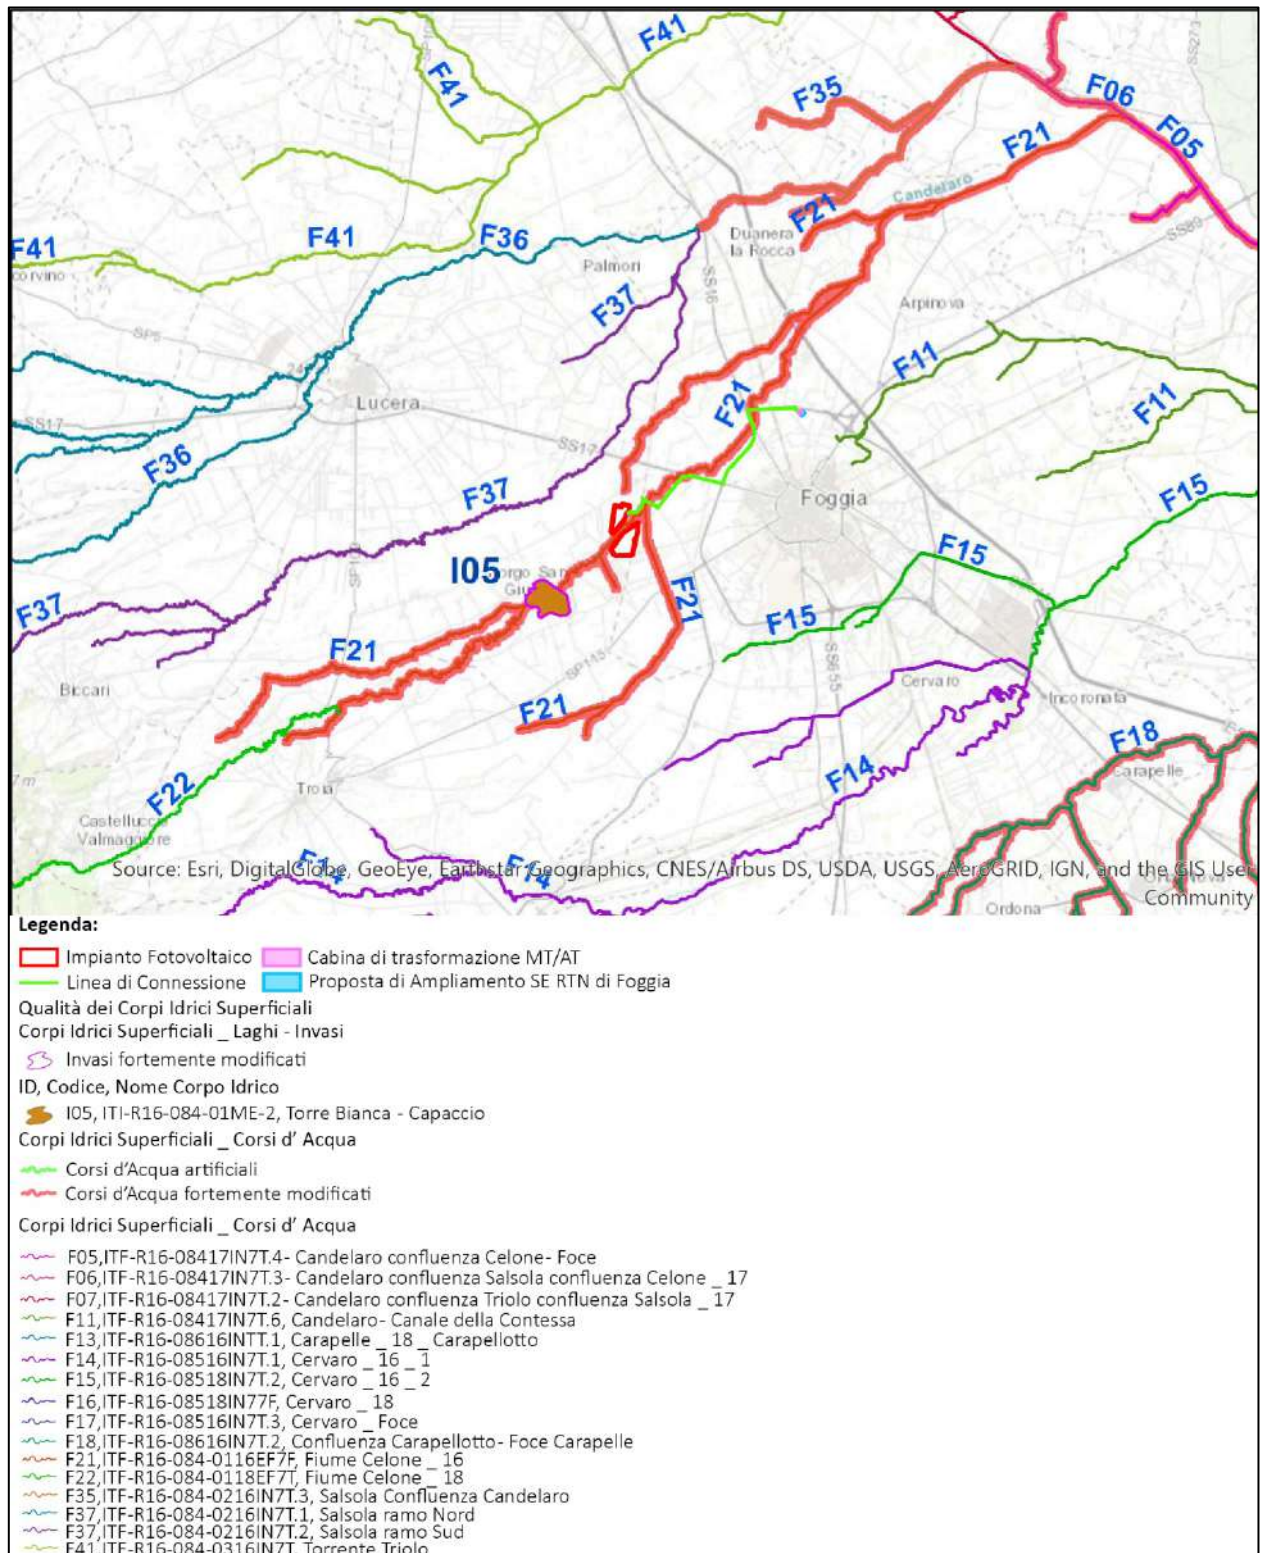 F41
F41
F35
F06
F05
F21
Candelaro
F21
Duanera
la Rocca
SS273
SS89
F41
corvino
F41
F36
Palmori
SS16
F37
Arpinova
F11
F11
SP5
Lucera
SS17
SS17
F36
F21
F37
Foggia
F15
F15
I05
F37
F21
F15
F21
SP115
SS655
Biccari
Cervaro
Incoronata
F21
F18
Carapelle
F22
Troia
F14
Castelluccio
Valmaggiore
F14
F14
Source: Esri, DigitalGlobe, GeoEye, Earthstar Geographics, CNES/Airbus DS, USDA, USGS, AeroGRID, IGN, and the GIS User
Community
Ordona
Legenda:
Impianto Fotovoltaico
Cabina di trasformazione MT/AT
Linea di Connessione
Proposta di Ampliamento SE RTN di Foggia
Qualità dei Corpi Idrici Superficiali
Corpi Idrici Superficiali _ Laghi - Invasi
Invasi fortemente modificati
ID, Codice, Nome Corpo Idrico
I05, ITI-R16-084-01ME-2, Torre Bianca - Capaccio
Corpi Idrici Superficiali _ Corsi d' Acqua
Corsi d'Acqua artificiali
Corsi d'Acqua fortemente modificati
Corpi Idrici Superficiali _ Corsi d' Acqua
F05,ITF-R16-08417IN7T.4- Candelaro confluenza Celone- Foce
F06,ITF-R16-08417IN7T.3- Candelaro confluenza Salsola confluenza Celone _ 17
F07,ITF-R16-08417IN7T.2- Candelaro confluenza Triolo confluenza Salsola _ 17
F11,ITF-R16-08417IN7T.6, Candelaro- Canale della Contessa
F13,ITF-R16-08616INTT.1, Carapelle _ 18 _ Carapellotto
F14,ITF-R16-08516IN7T.1, Cervaro _ 16 _ 1
F15,ITF-R16-08518IN7T.2, Cervaro _ 16 _ 2
F16,ITF-R16-08518IN77F, Cervaro _ 18
F17,ITF-R16-08516IN7T.3, Cervaro _ Foce
F18,ITF-R16-08616IN7T.2, Confluenza Carapellotto- Foce Carapelle
F21,ITF-R16-084-0116EF7F, Fiume Celone _ 16
F22,ITF-R16-084-0118EF7T, Fiume Celone _ 18
F35,ITF-R16-084-0216IN7T.3, Salsola Confluenza Candelaro
F37,ITF-R16-084-0216IN7T.1, Salsola ramo Nord
F37,ITF-R16-084-0216IN7T.2, Salsola ramo Sud
F41,ITF-R16-084-0316IN7T, Torrente Triolo